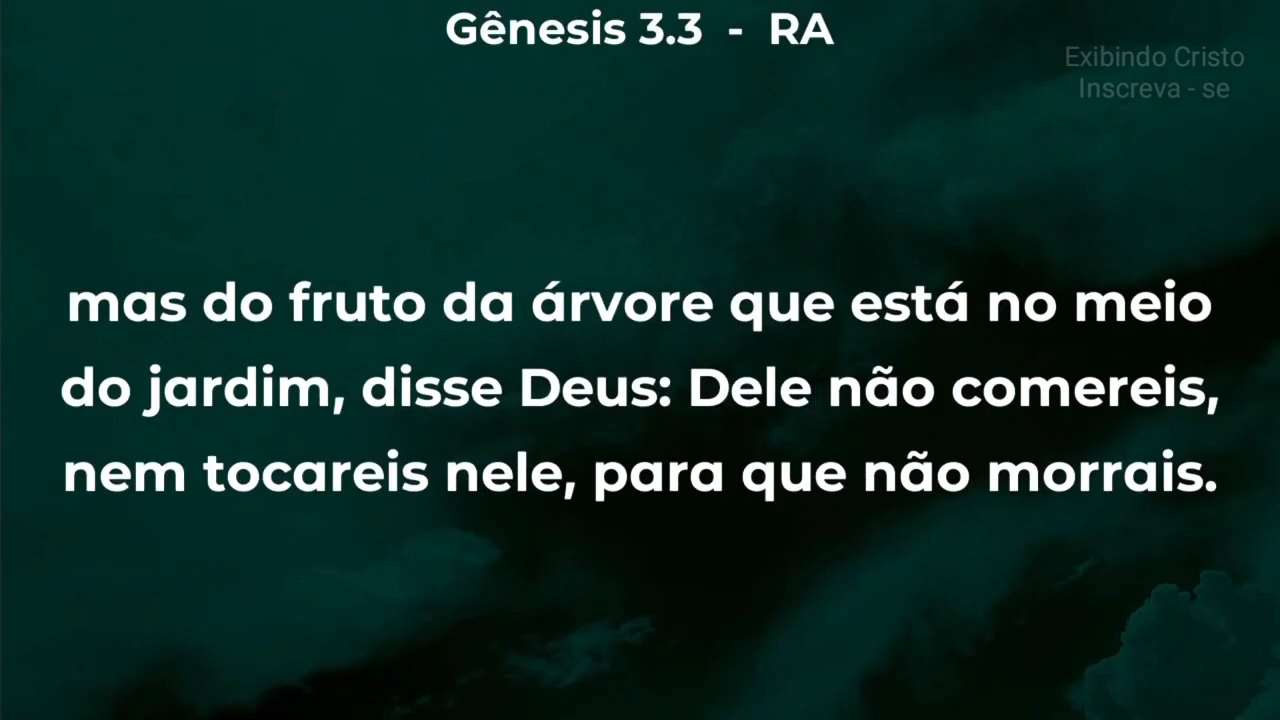 Gênesis 3.3 - RA
Exibindo Cristo
Inscreva - se
mas do fruto da árvore que está no meio
do jardim, disse Deus: Dele não comereis,
nem tocareis nele, para que não morrais.